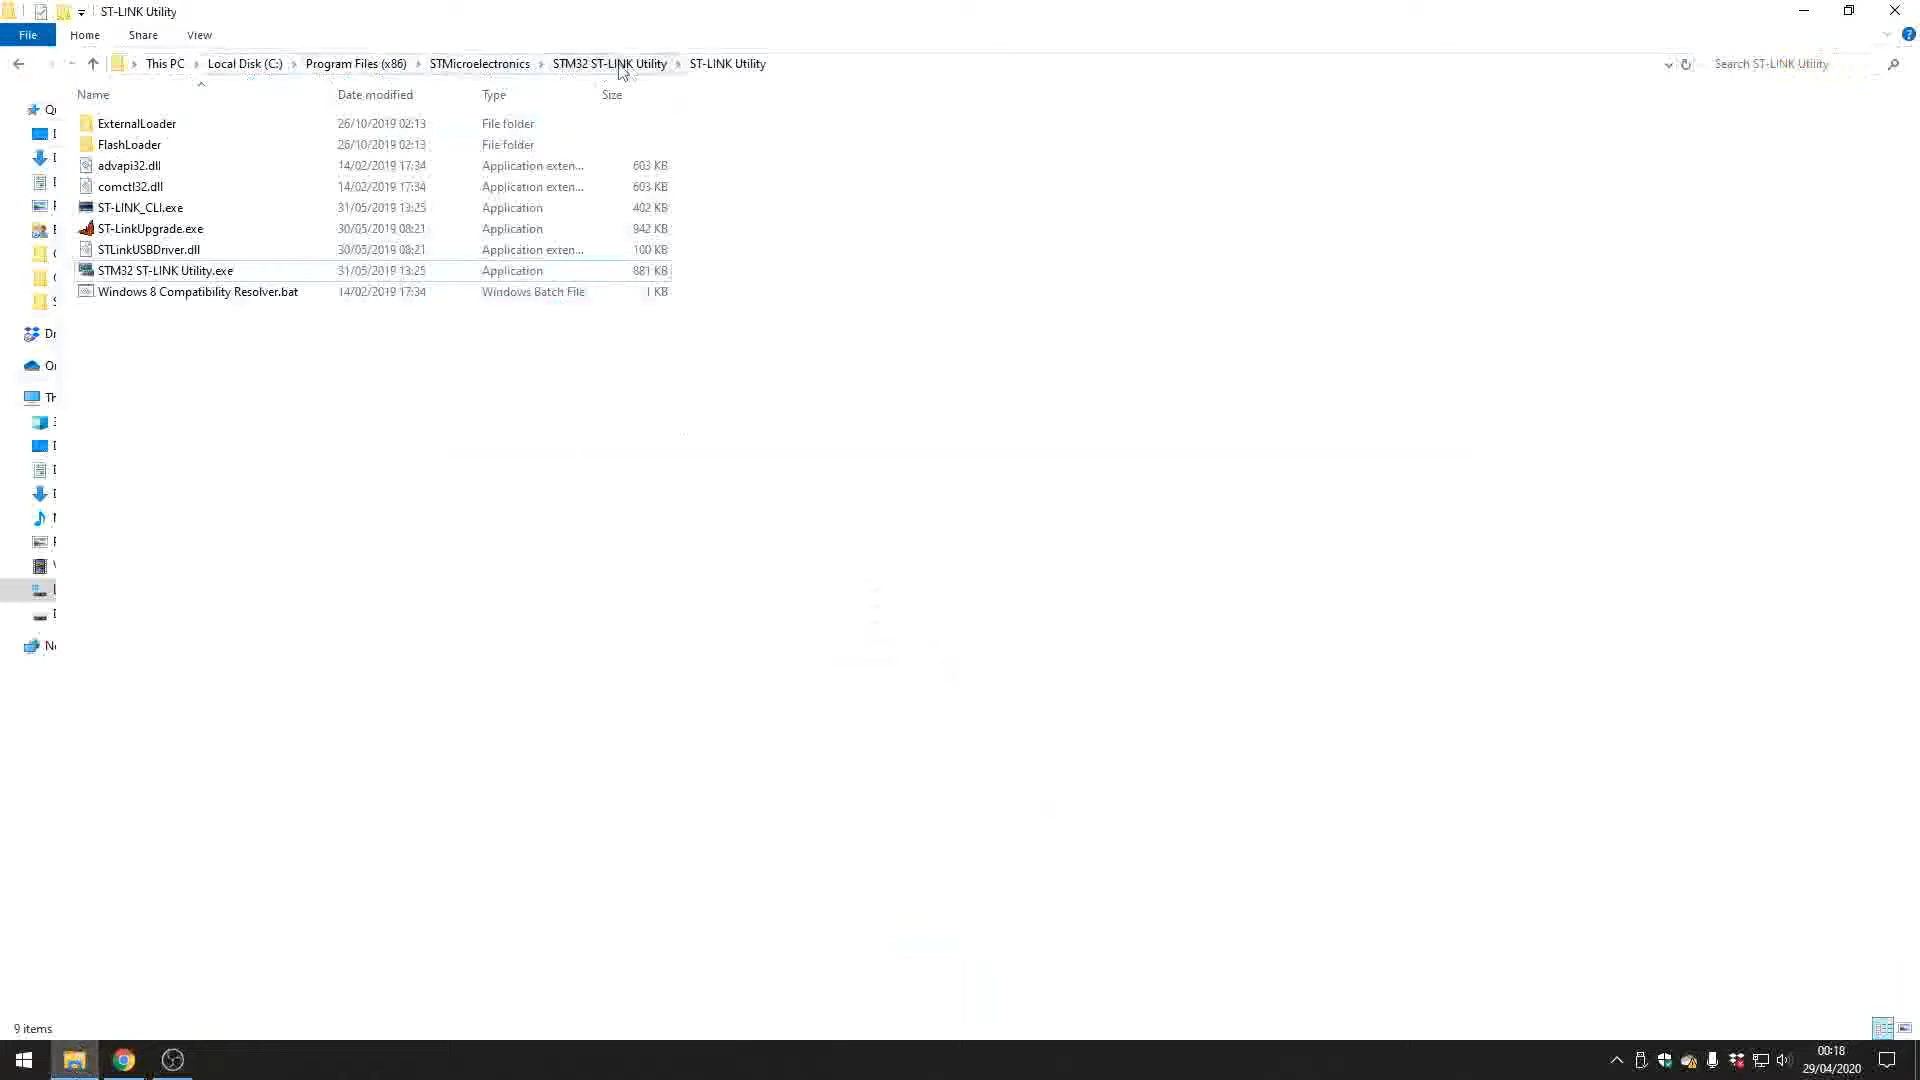 ST-LINK Utility
File Home Share View
This PC Local Disk (C:) Program Files (x86) STMicroelectronics STM32 ST-LINK Utility ST-LINK Utility Search ST-LINK Utility
Name Date modified Type Size
ExternalLoader 26/10/2019 02:13 File folder
FlashLoader 26/10/2019 02:13 File folder
advapi32.dll 14/02/2019 17:34 Application exten... 603 KB
comctl32.dll 14/02/2019 17:34 Application exten... 603 KB
ST-LINK_CLI.exe 31/05/2019 13:25 Application 402 KB
ST-LinkUpgrade.exe 30/05/2019 08:21 Application 942 KB
STLinkUSBDriver.dll 30/05/2019 08:21 Application exten... 100 KB
STM32 ST-LINK Utility.exe 31/05/2019 13:25 Application 881 KB
Windows 8 Compatibility Resolver.bat 14/02/2019 17:34 Windows Batch File 1 KB
9 items
00:18
29/04/2020